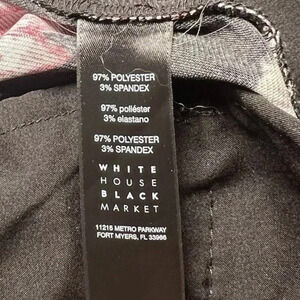 97% POLYESTER
3% SPANDEX
97% poliéster
3% elastano
97% POLYESTER
3% SPANDEX
WHITE
HOUSE
BLACK
MARKET
11215 METRO PARKWAY
FORT MYERS, FL 33966